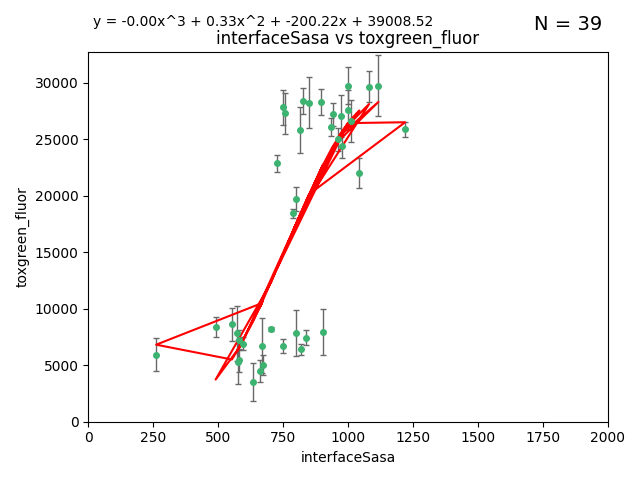 y = -0.00x^3 + 0.33x^2 + -200.22x + 39008.52
N = 39
interfaceSasa vs toxgreen_fluor
30000
25000
20000
15000
10000
5000
0
toxgreen_fluor
0 250 500 750 1000 1250 1500 1750 2000
interfaceSasa